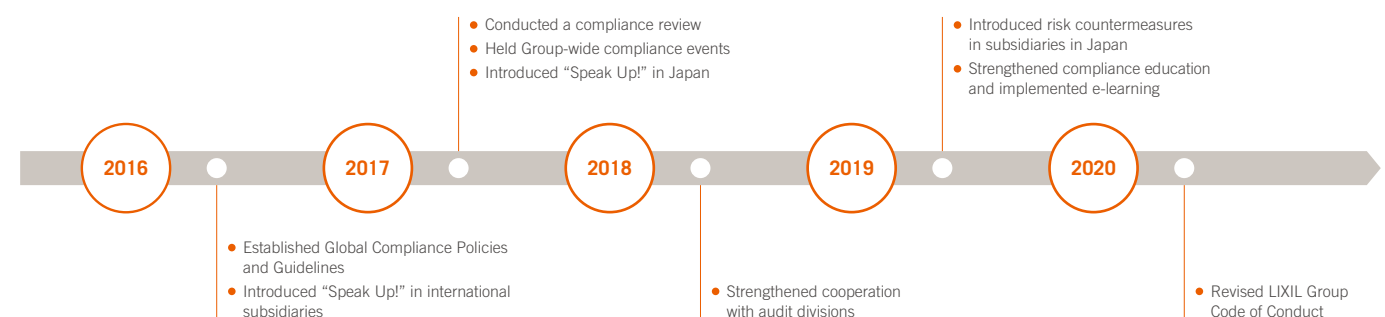 Conducted a compliance review
Held Group-wide compliance events
Introduced “Speak Up!” in Japan
Introduced risk countermeasures
in subsidiaries in Japan
Strengthened compliance education
and implemented e-learning
2016
2017
2018
2019
2020
Established Global Compliance Policies
and Guidelines
Introduced “Speak Up!” in international
subsidiaries
Strengthened cooperation
with audit divisions
Revised LIXIL Group
Code of Conduct